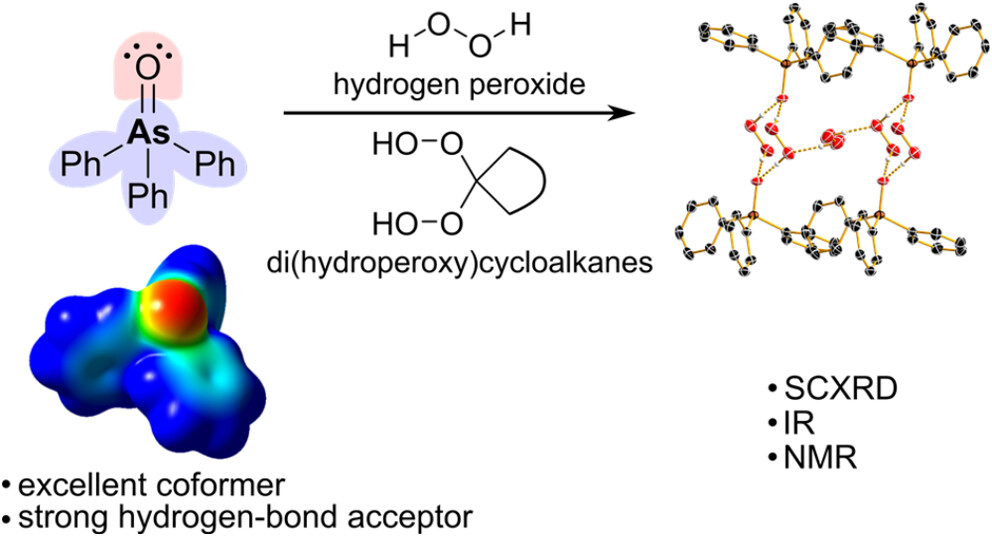 O
As
Ph
Ph
Ph
H O O H
hydrogen peroxide
HO–O
HO–O
di(hydroperoxy)cycloalkanes
• excellent coformer
• strong hydrogen-bond acceptor
• SCXRD
• IR
• NMR